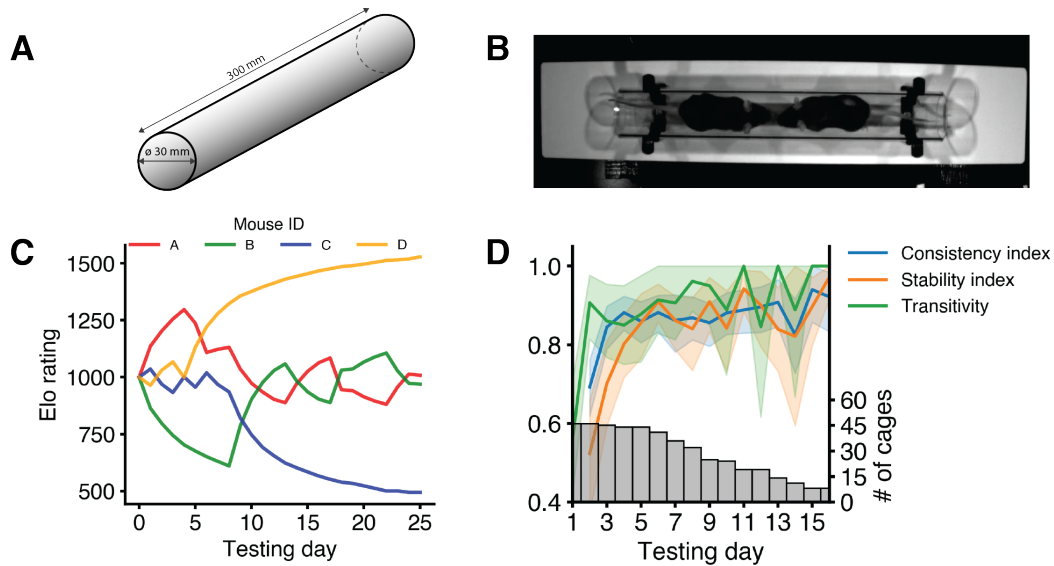 A
300 mm
ø 30 mm
B
C
Mouse ID
A B C D
1500
1250
1000
750
500
Elo rating
0 5 10 15 20 25
Testing day
D
Consistency index
Stability index
Transitivity
1.0
0.8
0.6
0.4
60
45
30
15
0
# of cages
1 3 5 7 9 11 13 15
Testing day